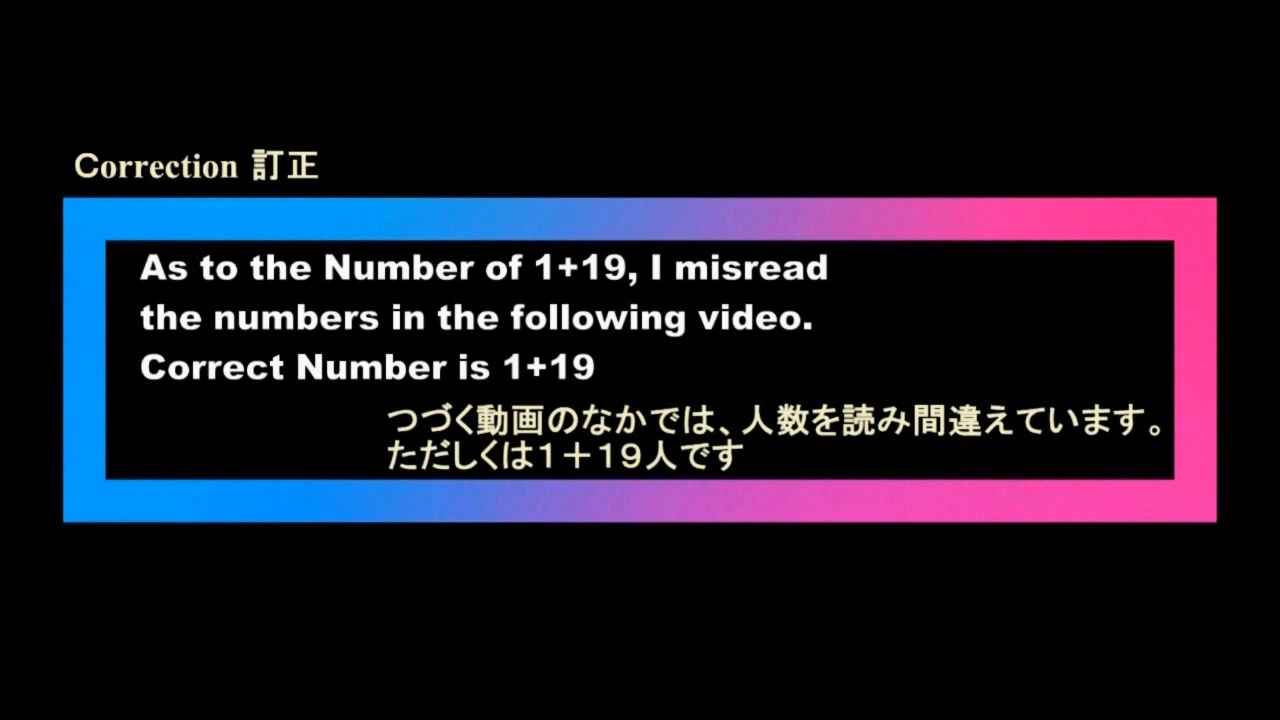 Correction 訂正
As to the Number of 1+19, I misread
the numbers in the following video.
Correct Number is 1+19
つづく動画のなかでは、人数を読み間違えています。
ただしくは１＋１９人です